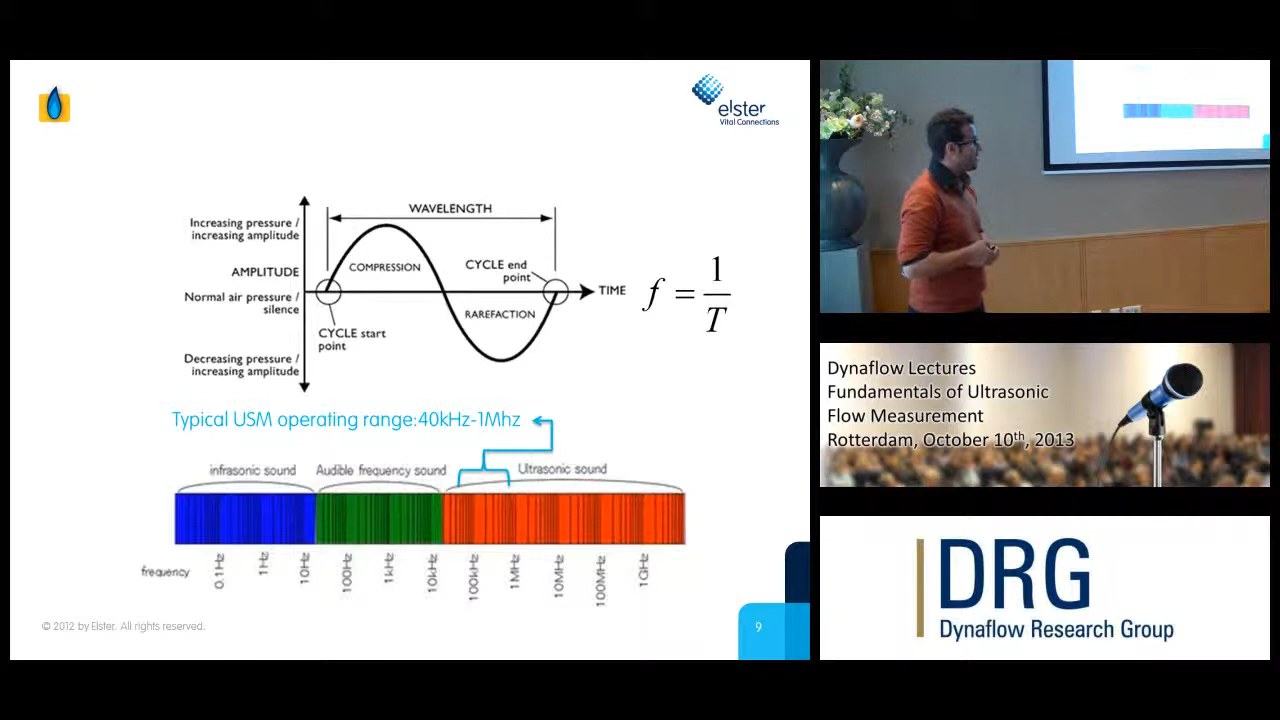 elster
Vital Connections
WAVELENGTH
Increasing pressure /
increasing amplitude
COMPRESSION
CYCLE end
point
AMPLITUDE
TIME
Normal air pressure /
silence
RAREFACTION
CYCLE start
point
Decreasing pressure /
increasing amplitude
f = 1/T
Typical USM operating range:40kHz-1Mhz
infrasonic sound
Audible frequency sound
Ultrasonic sound
frequency
0.1Hz
1Hz
10Hz
100Hz
1kHz
10kHz
100kHz
1MHz
10MHz
100MHz
1GHz
© 2012 by Elster. All rights reserved.
9
Dynaflow Lectures
Fundamentals of Ultrasonic
Flow Measurement
Rotterdam, October 10th, 2013
DRG
Dynaflow Research Group